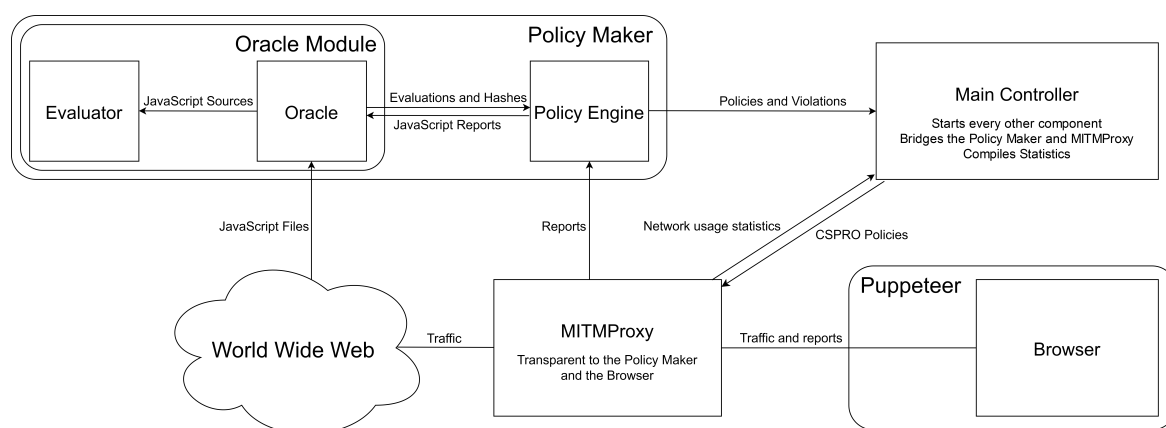 Policy Maker
Oracle Module
Evaluator
JavaScript Sources
Oracle
Evaluations and Hashes
JavaScript Reports
Policy Engine
Policies and Violations
Main Controller
Starts every other component
Bridges the Policy Maker and MITMProxy
Compiles Statistics
JavaScript Files
Reports
Network usage statistics
CSPRO Policies
World Wide Web
Traffic
MITMProxy
Transparent to the Policy Maker
and the Browser
Traffic and reports
Puppeteer
Browser